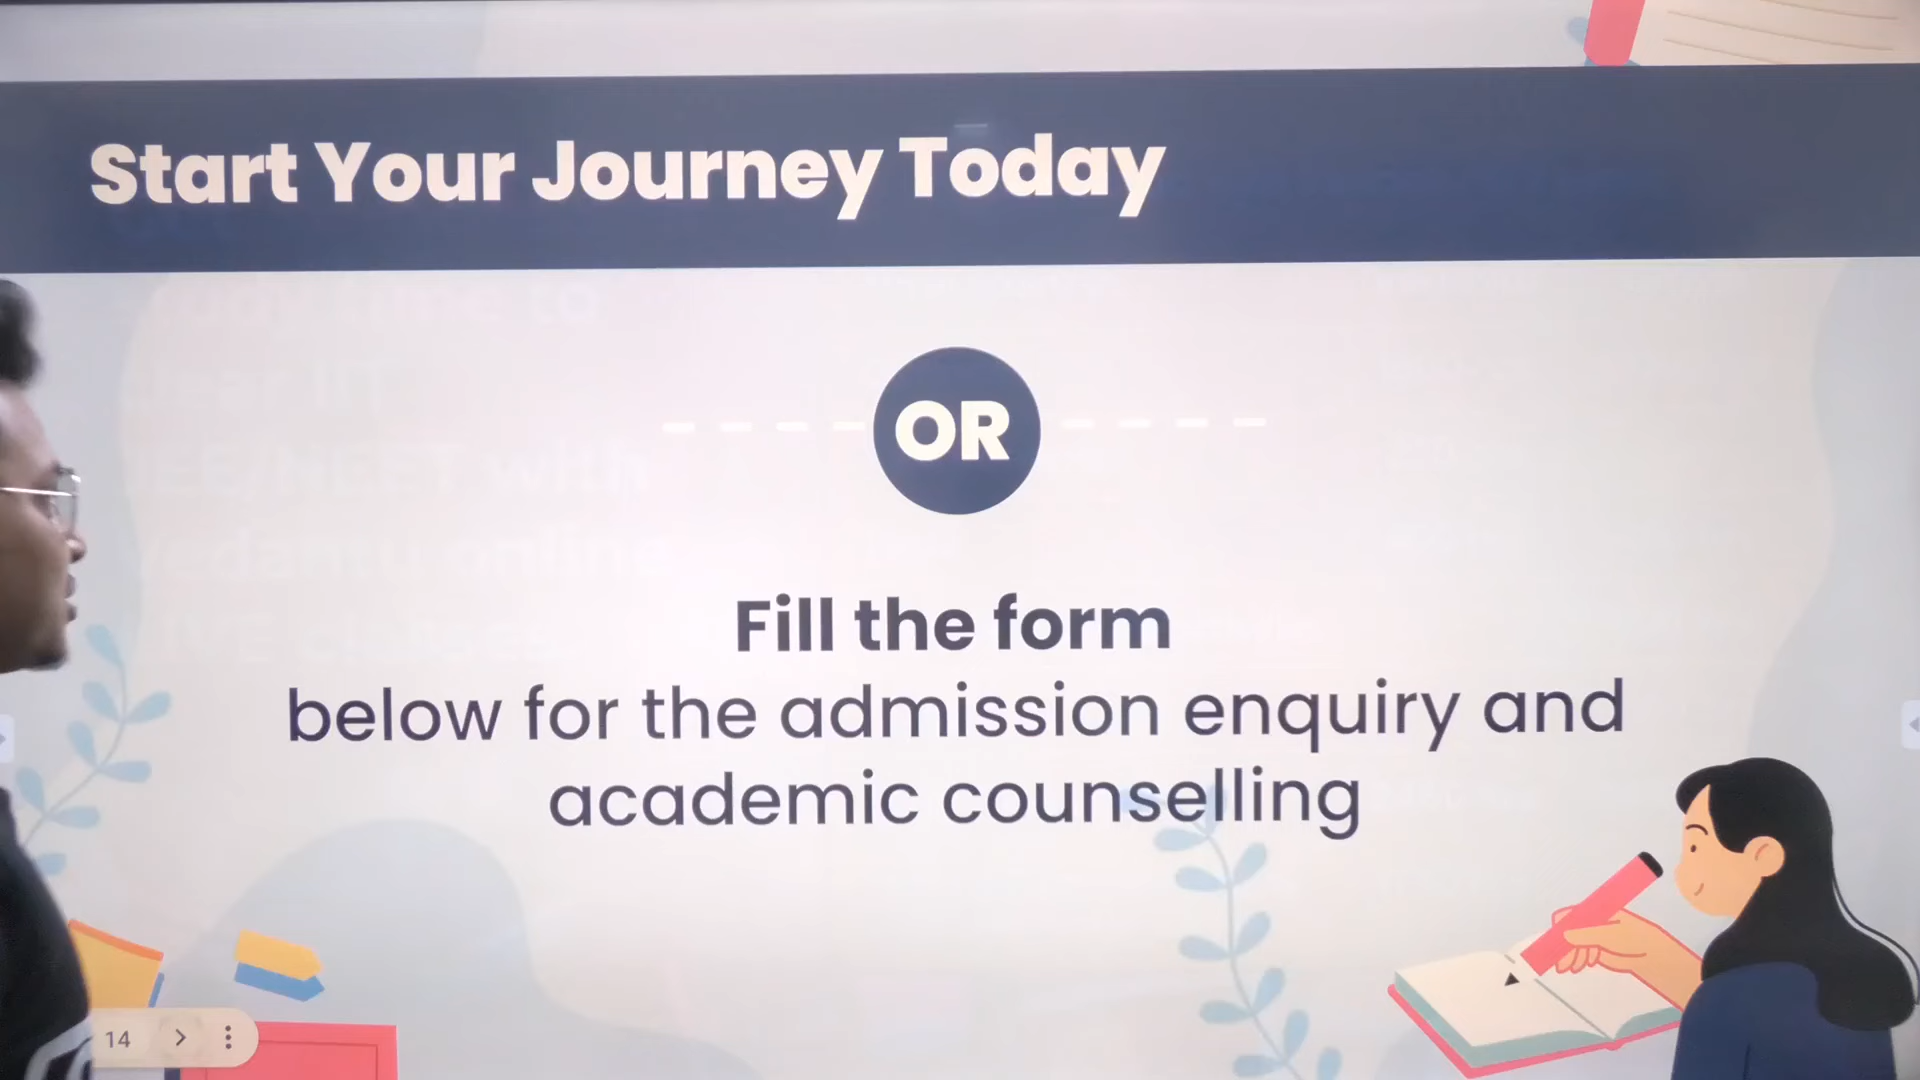 Start Your Journey Today
OR
Fill the form
below for the admission enquiry and
academic counselling
14